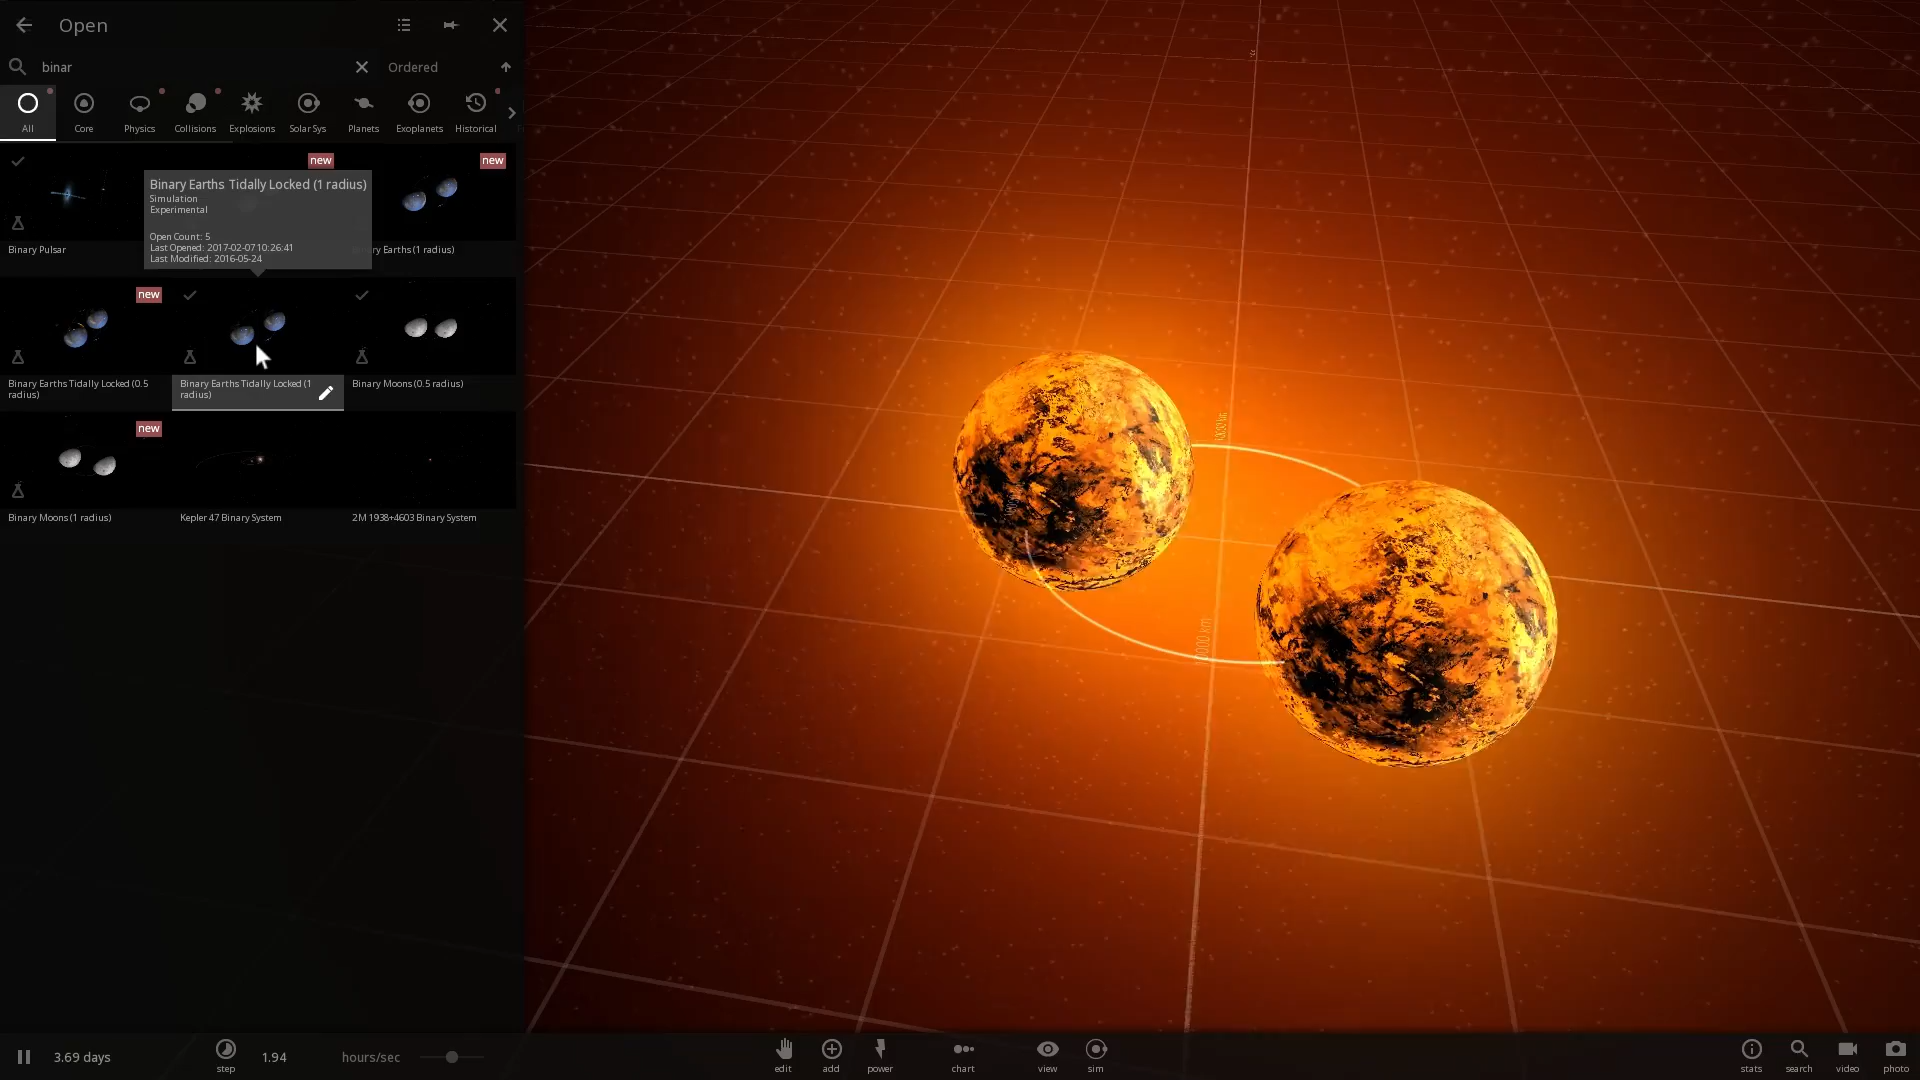 Open
binar
Ordered
All
Core
Physics
Collisions
Explosions
Solar Sys
Planets
Exoplanets
Historical
new
new
Binary Earths Tidally Locked (1 radius)
Simulation
Experimental
Open Count: 5
Last Opened: 2017-02-07 10:26:41
Last Modified: 2016-05-24
Binary Pulsar
ry Earths (1 radius)
new
Binary Earths Tidally Locked (0.5
radius)
Binary Earths Tidally Locked (1
radius)
Binary Moons (0.5 radius)
new
Binary Moons (1 radius)
Kepler 47 Binary System
2M 1938+4603 Binary System
3.69 days
step
1.94
hours/sec
edit
add
power
chart
view
sim
stats
search
video
photo